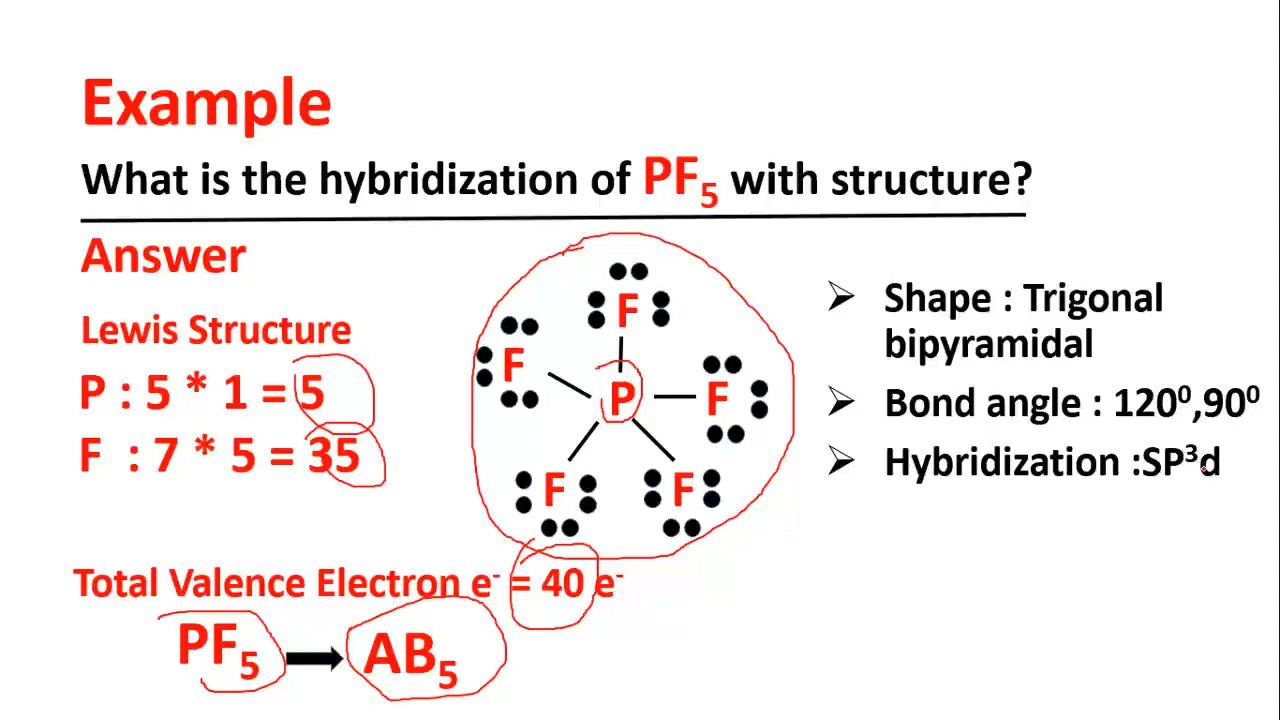 Example
What is the hybridization of PF₅ with structure?
Answer
Lewis Structure
P : 5 * 1 = 5
F : 7 * 5 = 35
F
F
P
F
F
F
Total Valence Electron e⁻ = 40 e⁻
PF₅
AB₅
Shape : Trigonal
bipyramidal
Bond angle : 120⁰,90⁰
Hybridization :SP³d